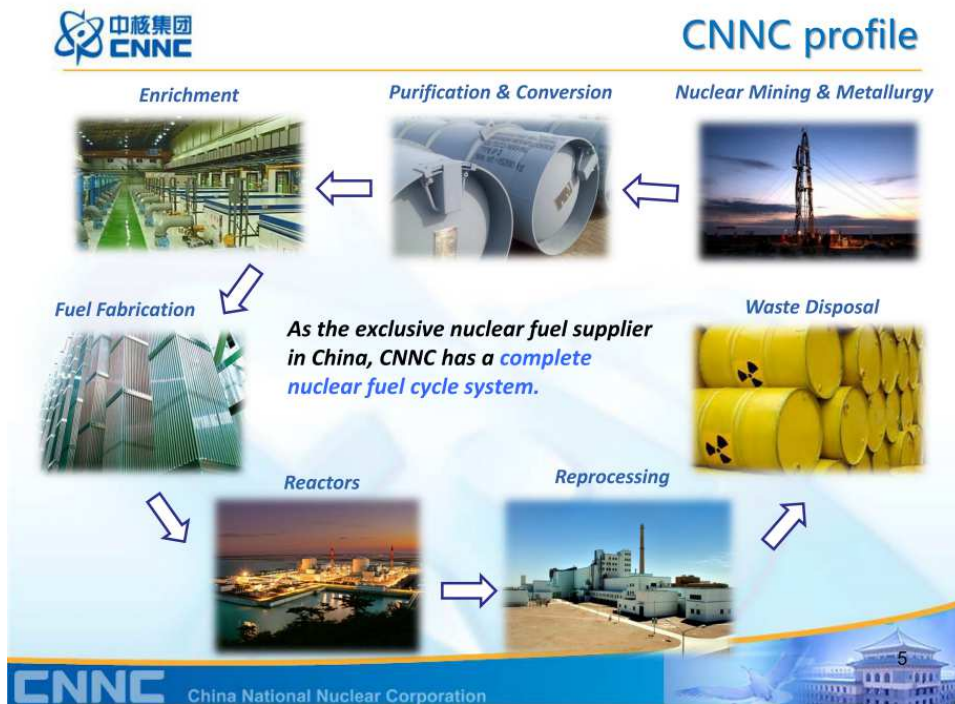 中核集团
CNNC
CNNC profile
Enrichment
Purification & Conversion
Nuclear Mining & Metallurgy
Fuel Fabrication
As the exclusive nuclear fuel supplier
in China, CNNC has a complete
nuclear fuel cycle system.
Waste Disposal
Reactors
Reprocessing
5
CNNC
China National Nuclear Corporation